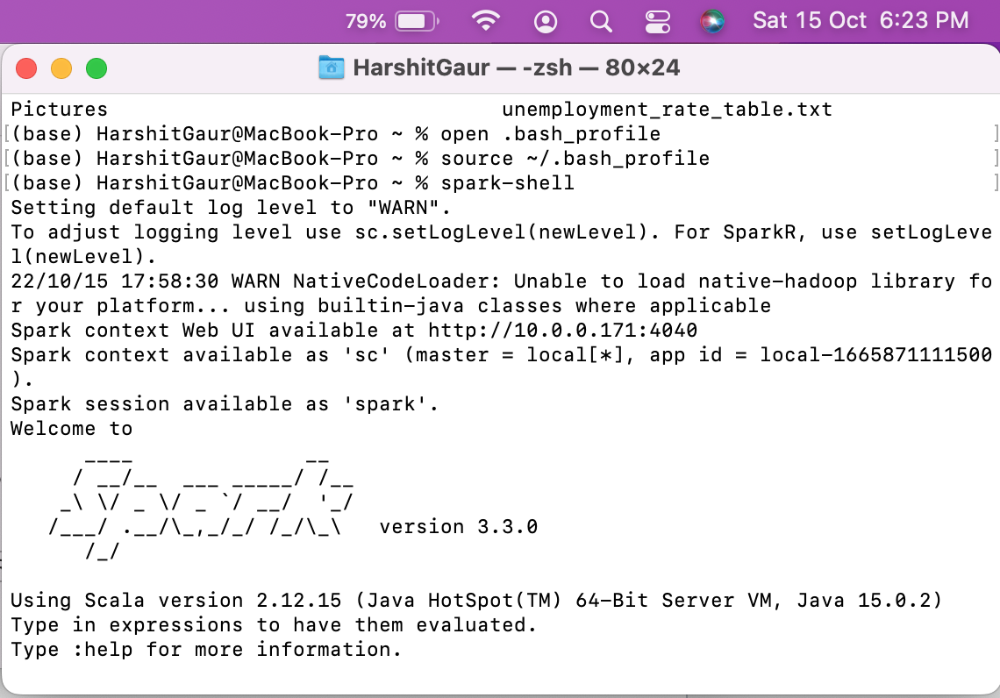 79% Sat 15 Oct 6:23 PM
HarshitGaur — -zsh — 80×24
Pictures unemployment_rate_table.txt
[(base) HarshitGaur@MacBook-Pro ~ % open .bash_profile ]
[(base) HarshitGaur@MacBook-Pro ~ % source ~/.bash_profile ]
[(base) HarshitGaur@MacBook-Pro ~ % spark-shell ]
Setting default log level to "WARN".
To adjust logging level use sc.setLogLevel(newLevel). For SparkR, use setLogLeve
l(newLevel).
22/10/15 17:58:30 WARN NativeCodeLoader: Unable to load native-hadoop library fo
r your platform... using builtin-java classes where applicable
Spark context Web UI available at http://10.0.0.171:4040
Spark context available as 'sc' (master = local[*], app id = local-1665871111500
).
Spark session available as 'spark'.
Welcome to
      ____              __
     / __/__  ___ _____/ /__
    _\ \/ _ \/ _ `/ __/  '_/
   /___/ .__/\_,_/_/ /_/\_\   version 3.3.0
      /_/
Using Scala version 2.12.15 (Java HotSpot(TM) 64-Bit Server VM, Java 15.0.2)
Type in expressions to have them evaluated.
Type :help for more information.